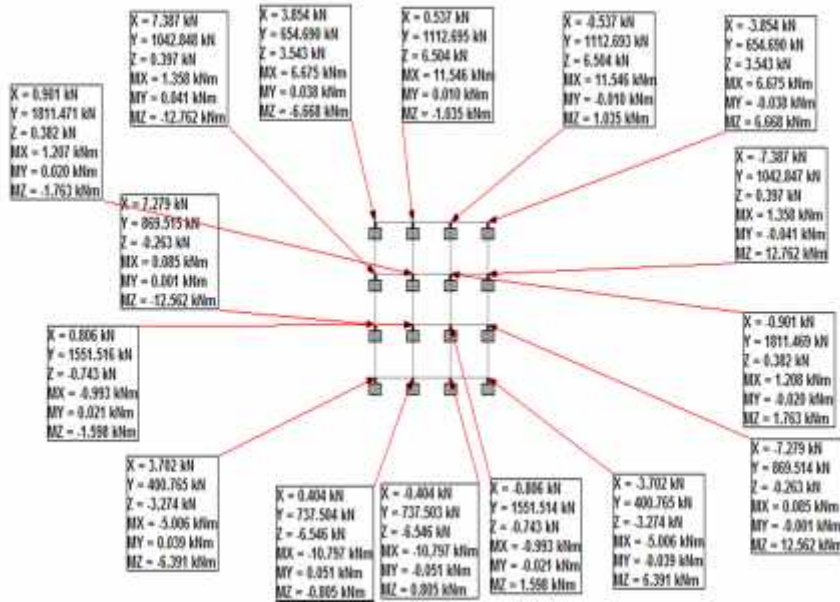 X = 7.387 kN
Y = 1042.848 kN
Z = 0.397 kN
MX = 1.358 kNm
MY = 0.041 kNm
MZ = -12.762 kNm
X = 3.854 kN
Y = 654.690 kN
Z = 3.543 kN
MX = 6.675 kNm
MY = 0.038 kNm
MZ = -6.668 kNm
X = 0.537 kN
Y = 1112.695 kN
Z = 6.504 kN
MX = 11.546 kNm
MY = 0.010 kNm
MZ = -1.035 kNm
X = -0.537 kN
Y = 1112.693 kN
Z = 6.504 kN
MX = 11.546 kNm
MY = -0.010 kNm
MZ = 1.035 kNm
X = -3.854 kN
Y = 654.690 kN
Z = 3.543 kN
MX = 6.675 kNm
MY = -0.038 kNm
MZ = 6.668 kNm
X = 0.901 kN
Y = 1811.471 kN
Z = 0.382 kN
MX = 1.207 kNm
MY = 0.020 kNm
MZ = -1.763 kNm
X = 7.279 kN
Y = 869.515 kN
Z = -0.263 kN
MX = 0.085 kNm
MY = 0.001 kNm
MZ = -12.562 kNm
X = -7.387 kN
Y = 1042.847 kN
Z = 0.397 kN
MX = 1.358 kNm
MY = -0.041 kNm
MZ = 12.762 kNm
X = 0.806 kN
Y = 1551.516 kN
Z = -0.743 kN
MX = -0.993 kNm
MY = 0.021 kNm
MZ = -1.598 kNm
X = -0.901 kN
Y = 1811.469 kN
Z = 0.382 kN
MX = 1.208 kNm
MY = -0.020 kNm
MZ = 1.763 kNm
X = 3.702 kN
Y = 400.765 kN
Z = -3.274 kN
MX = -5.006 kNm
MY = 0.039 kNm
MZ = -6.391 kNm
X = 0.404 kN
Y = 737.504 kN
Z = -6.546 kN
MX = -10.797 kNm
MY = 0.051 kNm
MZ = -0.805 kNm
X = -0.404 kN
Y = 737.503 kN
Z = -6.546 kN
MX = -10.797 kNm
MY = -0.051 kNm
MZ = 0.805 kNm
X = -0.806 kN
Y = 1551.514 kN
Z = -0.743 kN
MX = -0.993 kNm
MY = -0.021 kNm
MZ = 1.598 kNm
X = -3.702 kN
Y = 400.765 kN
Z = -3.274 kN
MX = -5.006 kNm
MY = -0.039 kNm
MZ = 6.391 kNm
X = -7.279 kN
Y = 869.514 kN
Z = -0.263 kN
MX = 0.085 kNm
MY = -0.001 kNm
MZ = 12.562 kNm